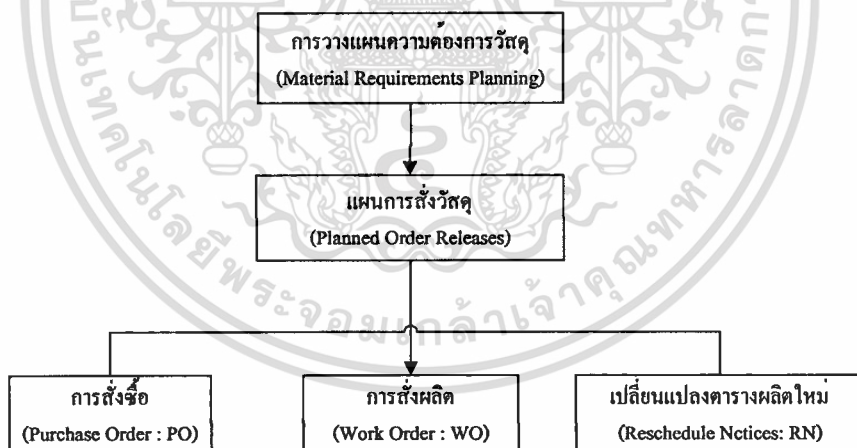 การวางแผนความต้องการวัสดุ
(Material Requirements Planning)
แผนการสั่งวัสดุ
(Planned Order Releases)
การสั่งซื้อ
(Purchase Order : PO)
การสั่งผลิต
(Work Order : WO)
เปลี่ยนแปลงตารางผลิตใหม่
(Reschedule Nctices: RN)